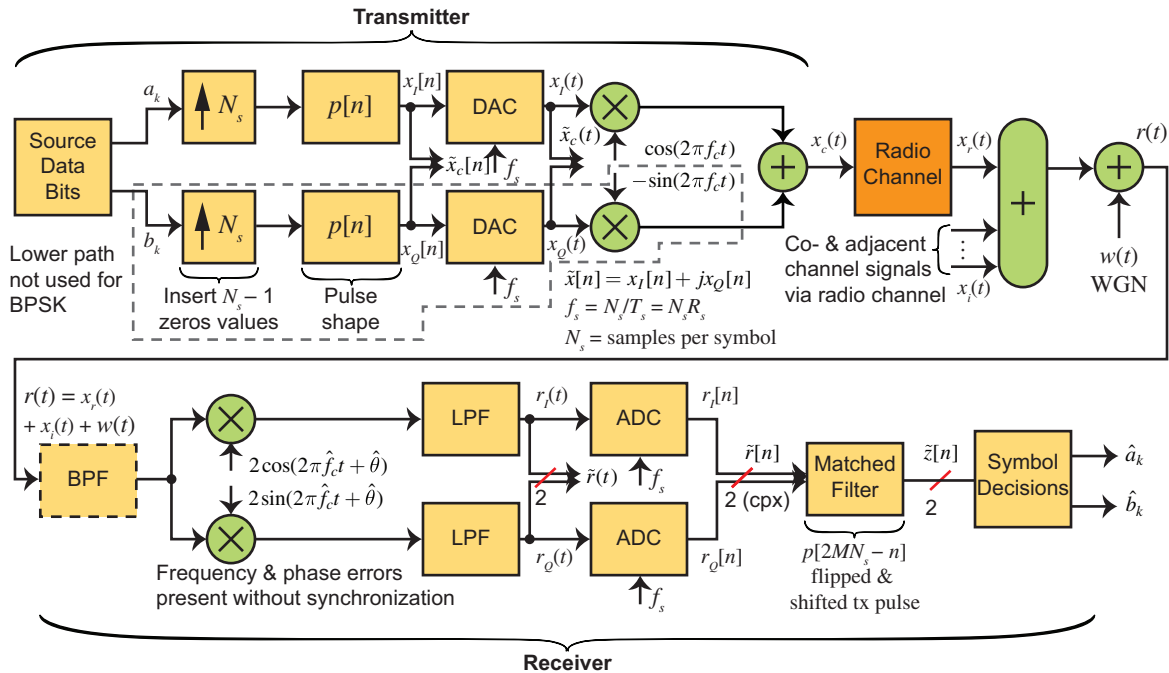 Transmitter
Source
Data
Bits
a_k
b_k
N_s
p[n]
x_I[n]
DAC
f_s
x_I(t)
x̃_c[n]
x̃_c(t)
cos(2πf_c t)
−sin(2πf_c t)
N_s
p[n]
x_Q[n]
DAC
f_s
x_Q(t)
x_c(t)
Radio
Channel
x_r(t)
r(t)
w(t)
WGN
Co- & adjacent
channel signals
via radio channel
x_i(t)
Lower path
not used for
BPSK
Insert N_s − 1
zeros values
Pulse
shape
x̃[n] = x_I[n] + jx_Q[n]
f_s = N_s/T_s = N_s R_s
N_s = samples per symbol
r(t) = x_r(t)
+ x_i(t) + w(t)
BPF
2cos(2πf̂_c t + θ̂)
2sin(2πf̂_c t + θ̂)
Frequency & phase errors
present without synchronization
LPF
LPF
r_I(t)
r̃(t)
2
r_Q(t)
ADC
f_s
ADC
f_s
r_I[n]
r̃[n]
2 (cpx)
r_Q[n]
Matched
Filter
p[2MN_s − n]
flipped &
shifted tx pulse
z̃[n]
2
Symbol
Decisions
â_k
b̂_k
Receiver